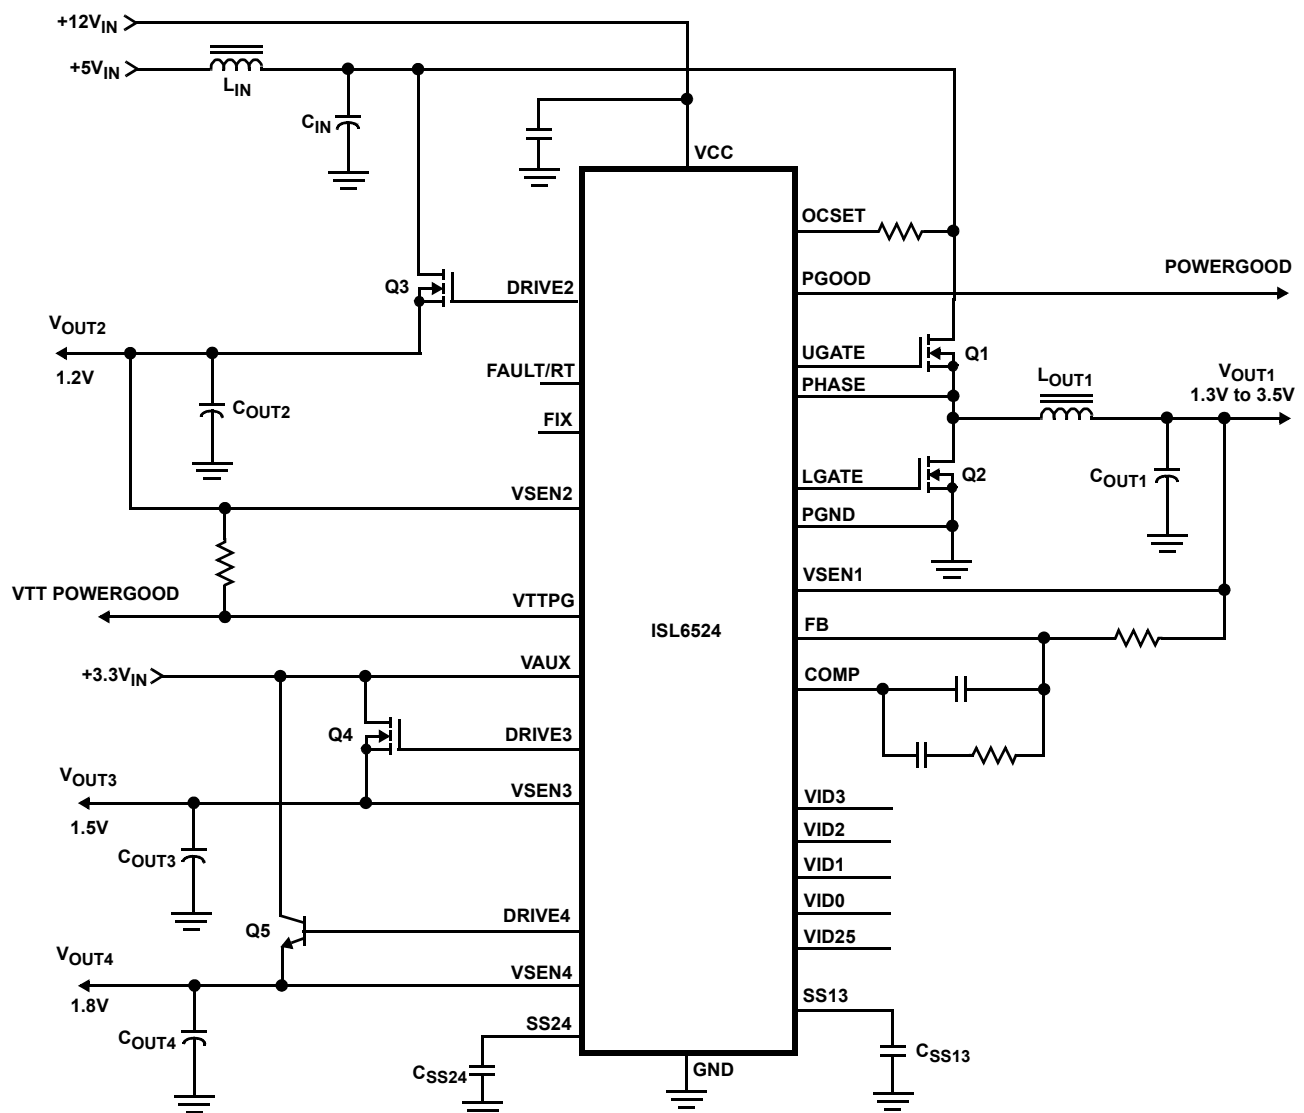 +12VIN
+5VIN
LIN
CIN
VCC
OCSET
PGOOD
POWERGOOD
Q3
DRIVE2
VOUT2
1.2V
COUT2
FAULT/RT
FIX
UGATE
Q1
PHASE
LOUT1
VOUT1
1.3V to 3.5V
LGATE
Q2
COUT1
PGND
VSEN2
VSEN1
VTT POWERGOOD
VTTPG
ISL6524
FB
+3.3VIN
VAUX
COMP
Q4
DRIVE3
VOUT3
1.5V
VSEN3
COUT3
VID3
VID2
VID1
VID0
VID25
Q5
DRIVE4
VOUT4
1.8V
VSEN4
COUT4
SS24
CSS24
SS13
CSS13
GND